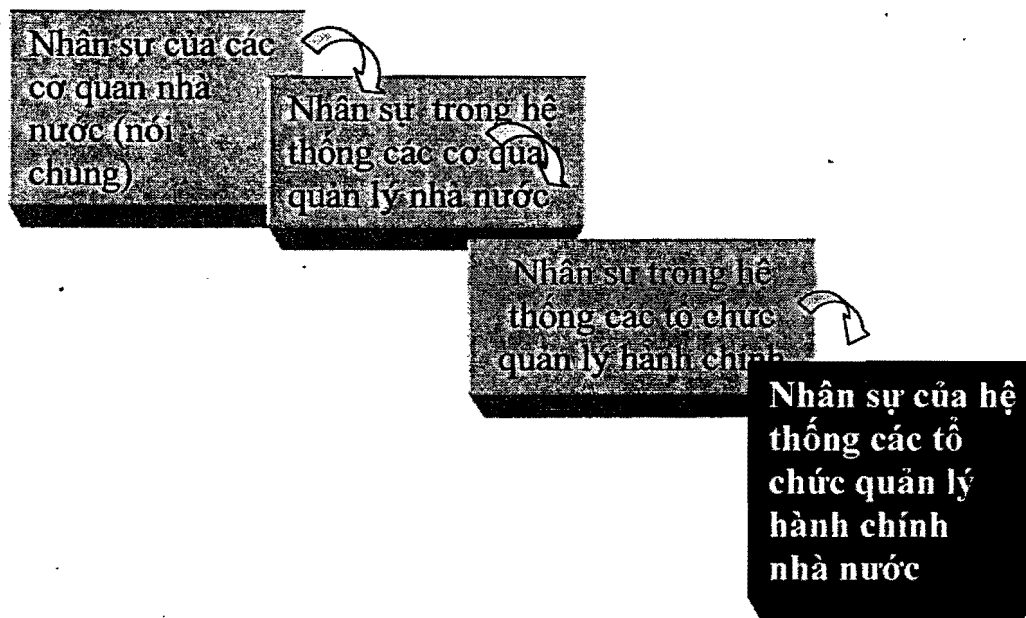 Nhân sự của các
cơ quan nhà
nước (nói
chung)
Nhân sự trong hệ
thống các cơ qua
quản lý nhà nước
Nhân sự trong hệ
thống các tổ chức
quản lý hành chính
Nhân sự của hệ
thống các tổ
chức quản lý
hành chính
nhà nước